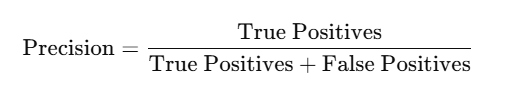 Precision = True Positives / True Positives + False Positives